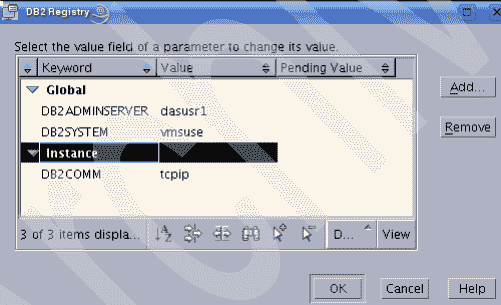 DB2 Registry
Select the value field of a parameter to change its value.
Keyword Value Pending Value
Global
DB2ADMINSERVER dasusr1
DB2SYSTEM vmsuse
Instance
DB2COMM tcpip
Add...
Remove
3 of 3 items displa... D... View
OK Cancel Help